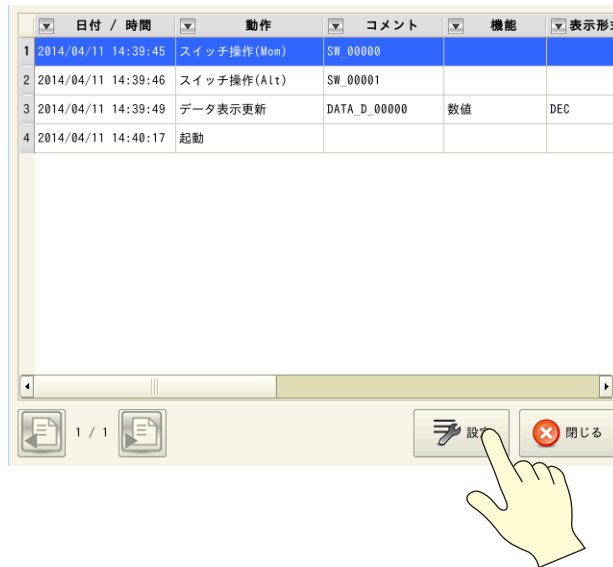 日付 / 時間 動作 コメント 機能 表示形
1 2014/04/11 14:39:45 スイッチ操作(Mom) SW_00000
2 2014/04/11 14:39:46 スイッチ操作(Alt) SW_00001
3 2014/04/11 14:39:49 データ表示更新 DATA_D_00000 数値 DEC
4 2014/04/11 14:40:17 起動
1 / 1 設定 閉じる